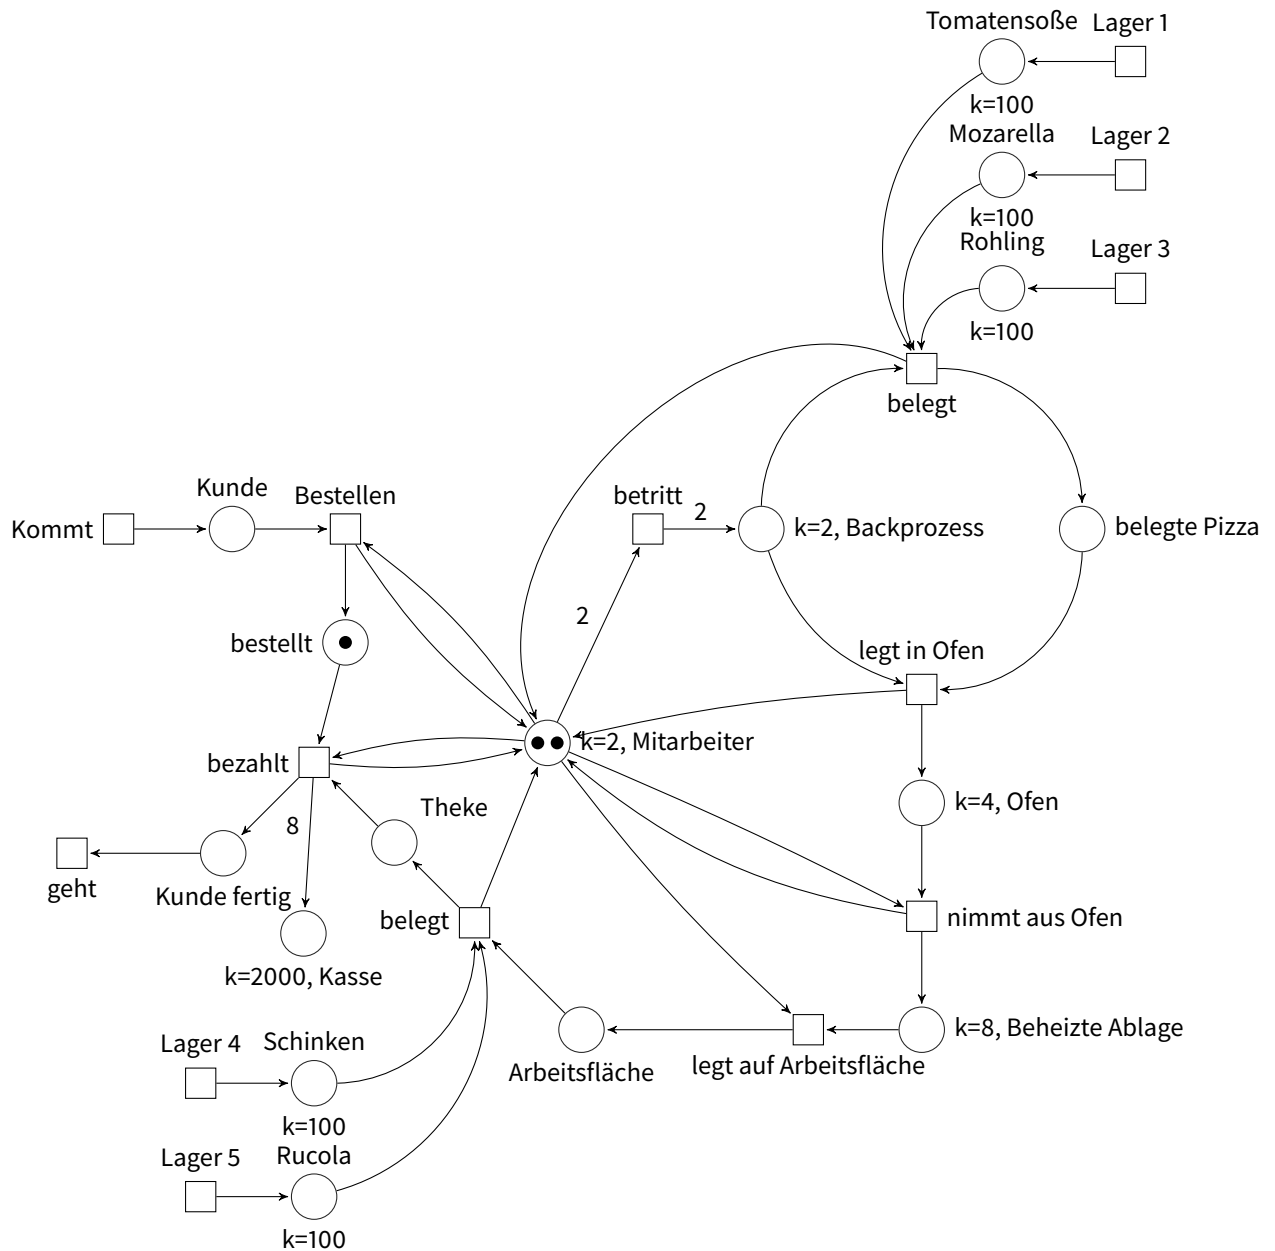 Tomatensoße
Lager 1
k=100
Mozarella
Lager 2
k=100
Rohling
Lager 3
k=100
belegt
Kunde
Bestellen
betritt
2
Kommt
k=2, Backprozess
belegte Pizza
2
bestellt
legt in Ofen
bezahlt
k=2, Mitarbeiter
8
Theke
k=4, Ofen
geht
Kunde fertig
belegt
nimmt aus Ofen
k=2000, Kasse
Lager 4
Schinken
k=8, Beheizte Ablage
Arbeitsfläche
legt auf Arbeitsfläche
k=100
Lager 5
Rucola
k=100